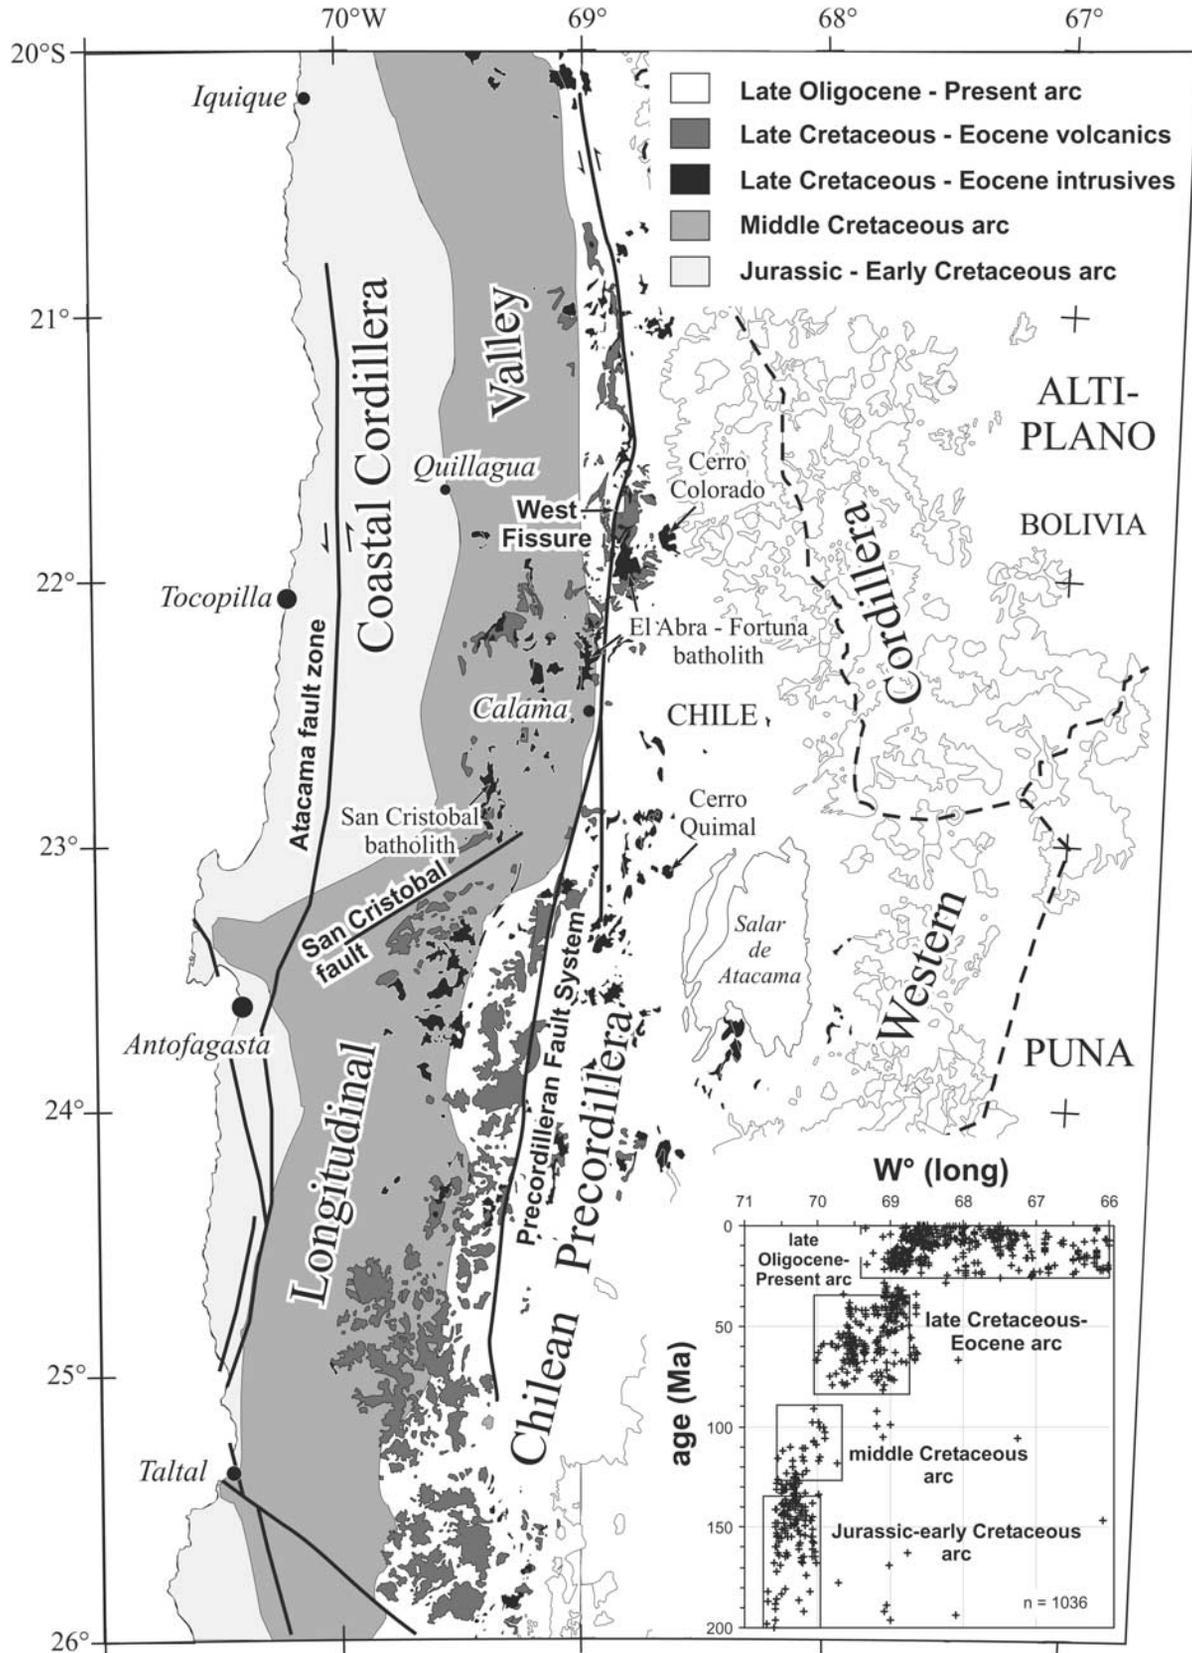 70°W
69°
68°
67°
20°S
Iquique
Late Oligocene - Present arc
Late Cretaceous - Eocene volcanics
Late Cretaceous - Eocene intrusives
Middle Cretaceous arc
Jurassic - Early Cretaceous arc
21°
Coastal Cordillera
Valley
ALTI-
PLANO
Quillagua
Cerro
Colorado
West
Fissure
BOLIVIA
Cordillera
22°
Tocopilla
El Abra - Fortuna
batholith
Atacama fault zone
Calama
CHILE
San Cristobal
batholith
Cerro
Quimal
23°
San Cristobal
fault
Salar
de
Atacama
Western
Antofagasta
Precordilleran Fault System
PUNA
24°
Longitudinal
Chilean Precordillera
25°
Taltal
26°
W° (long)
71
70
69
68
67
66
0
late
Oligocene-
Present arc
50
late Cretaceous-
Eocene arc
age (Ma)
100
middle Cretaceous
arc
150
Jurassic-early Cretaceous
arc
n = 1036
200